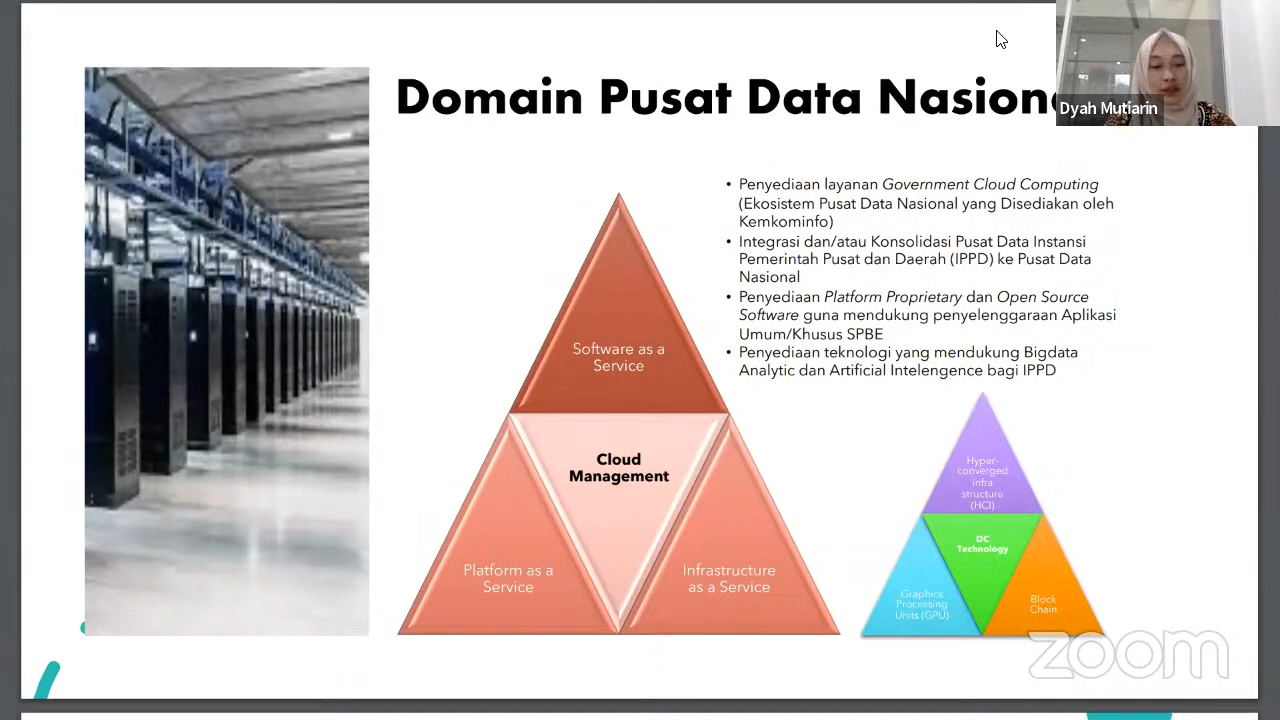 Domain Pusat Data Nasion
Dyah Mutiarin
• Penyediaan layanan Government Cloud Computing
(Ekosistem Pusat Data Nasional yang Disediakan oleh
Kemkominfo)
• Integrasi dan/atau Konsolidasi Pusat Data Instansi
Pemerintah Pusat dan Daerah (IPPD) ke Pusat Data
Nasional
• Penyediaan Platform Proprietary dan Open Source
Software guna mendukung penyelenggaraan Aplikasi
Umum/Khusus SPBE
• Penyediaan teknologi yang mendukung Bigdata
Analytic dan Artificial Intelengence bagi IPPD
Software as a
Service
Cloud
Management
Platform as a
Service
Infrastructure
as a Service
Hyper-
converged
infra
structure
(HCI)
DC
Technology
Graphics
Processing
Units (GPU)
Block
Chain
zoom